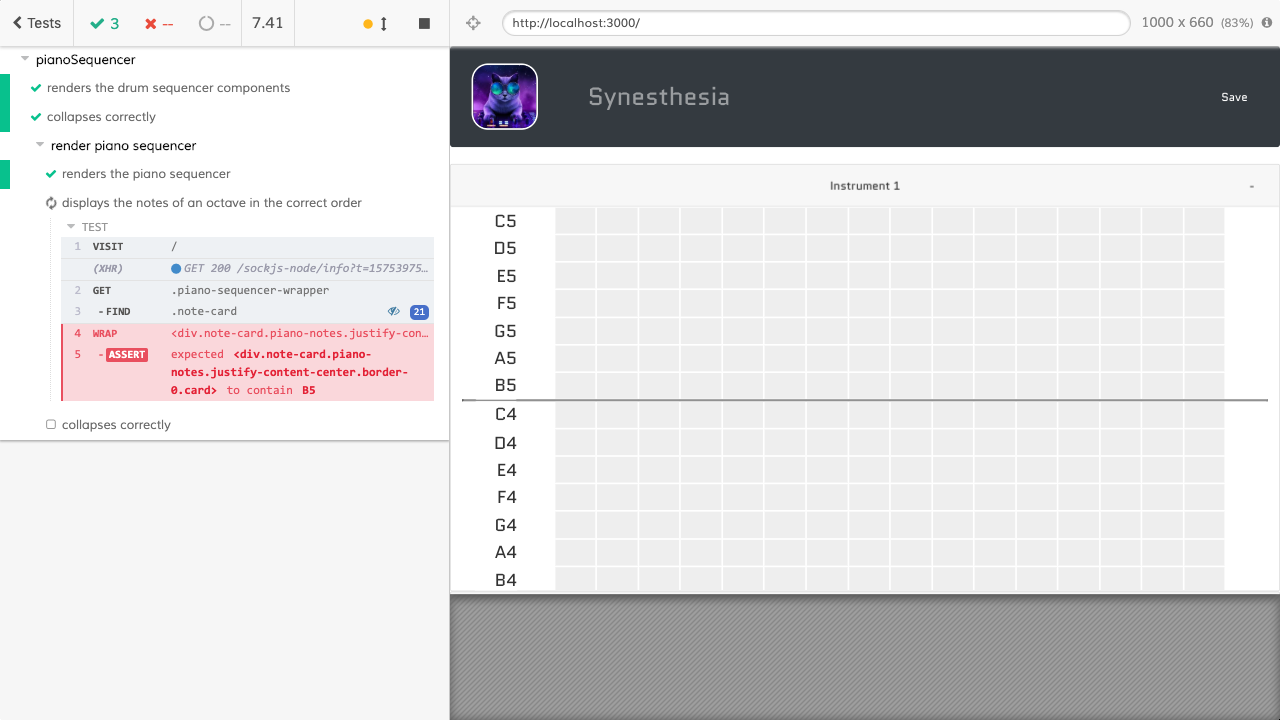 Tests
3
--
--
7.41
http://localhost:3000/
1000 x 660 (83%)
pianoSequencer
renders the drum sequencer components
collapses correctly
render piano sequencer
renders the piano sequencer
displays the notes of an octave in the correct order
TEST
1 VISIT /
(XHR) GET 200 /sockjs-node/info?t=15753975…
2 GET .piano-sequencer-wrapper
3 -FIND .note-card 21
4 WRAP <div.note-card.piano-notes.justify-con…
5 -ASSERT expected <div.note-card.piano-
notes.justify-content-center.border-
0.card> to contain B5
collapses correctly
Synesthesia
Save
Instrument 1 -
C5
D5
E5
F5
G5
A5
B5
C4
D4
E4
F4
G4
A4
B4